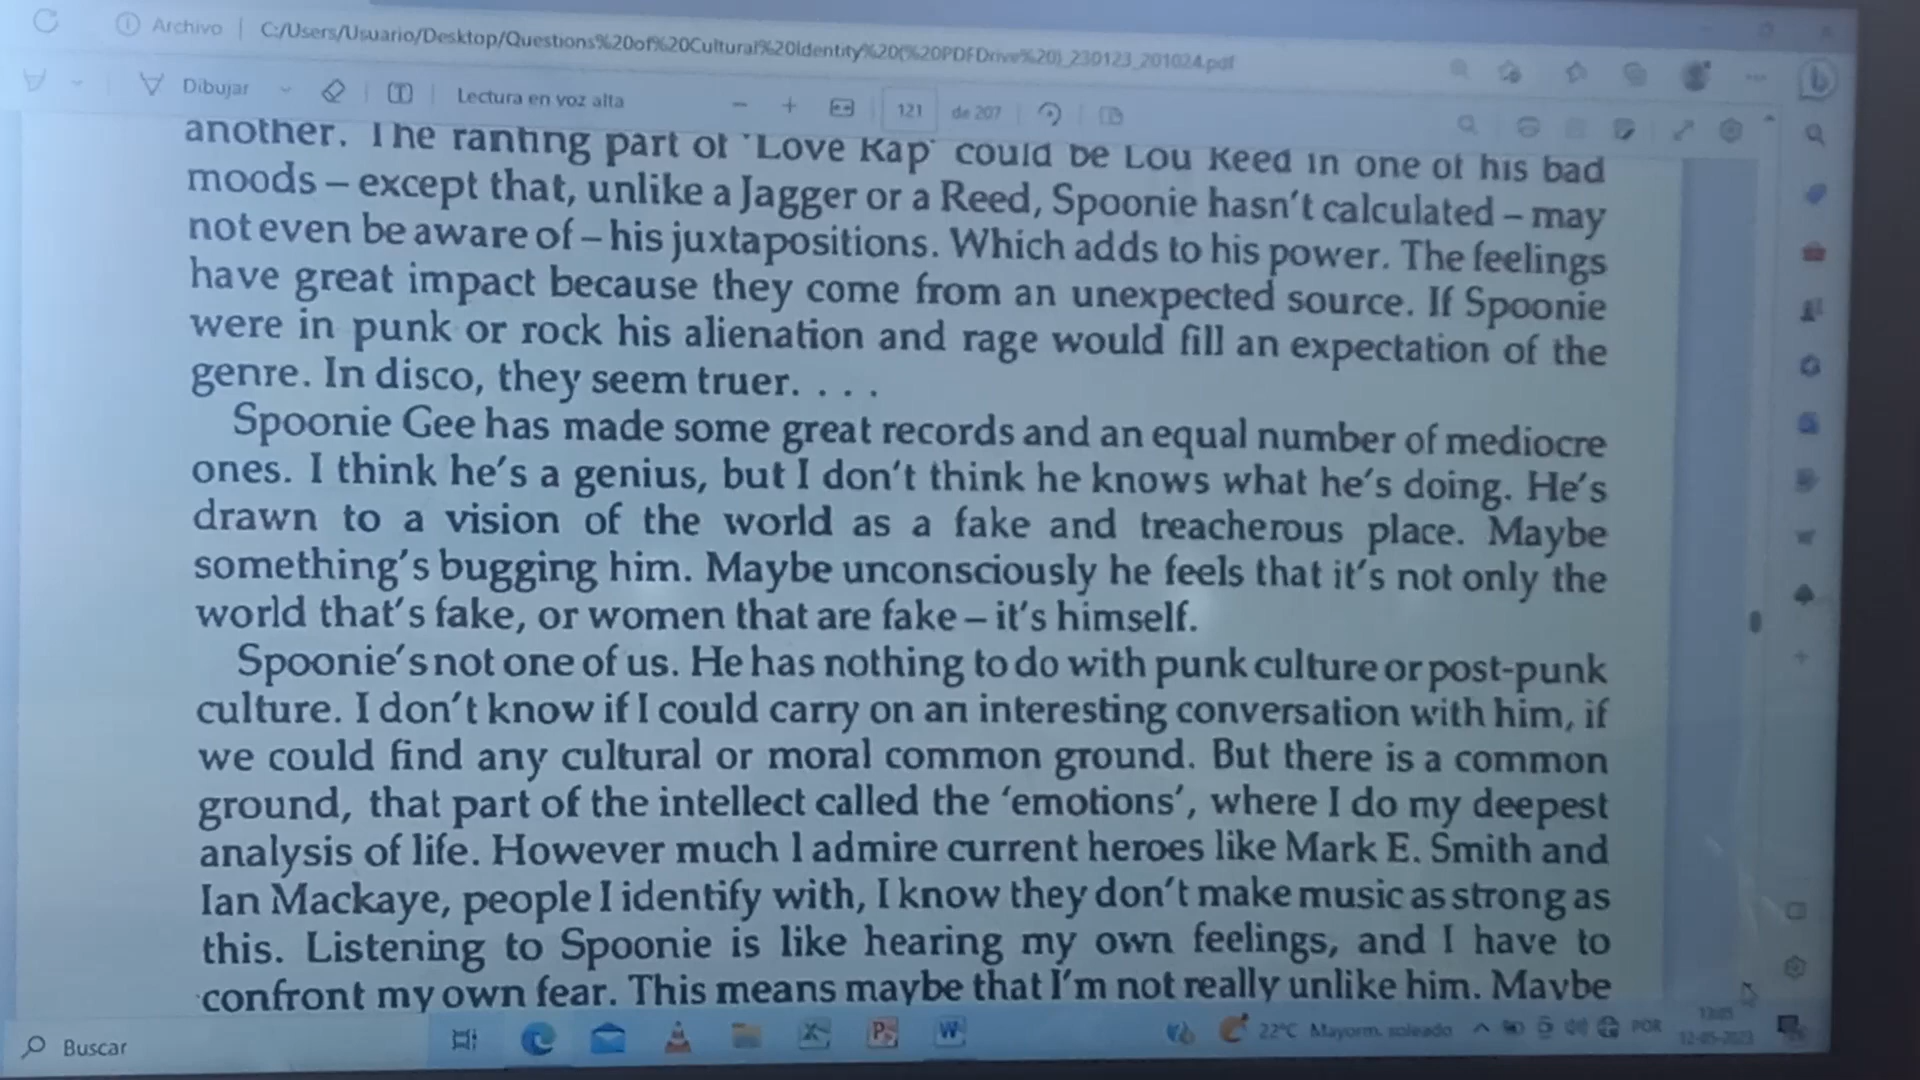 Archivo | C:/Users/Usuario/Desktop/Questions%20of%20Cultural%20Identity%20(%20PDFDrive%20)_230123_201024.pdf
Dibujar | Lectura en voz alta — + 121 de 207
another. The ranting part of 'Love Rap' could be Lou Reed in one of his bad
moods – except that, unlike a Jagger or a Reed, Spoonie hasn't calculated – may
not even be aware of – his juxtapositions. Which adds to his power. The feelings
have great impact because they come from an unexpected source. If Spoonie
were in punk or rock his alienation and rage would fill an expectation of the
genre. In disco, they seem truer. . . .
Spoonie Gee has made some great records and an equal number of mediocre
ones. I think he's a genius, but I don't think he knows what he's doing. He's
drawn to a vision of the world as a fake and treacherous place. Maybe
something's bugging him. Maybe unconsciously he feels that it's not only the
world that's fake, or women that are fake – it's himself.
Spoonie's not one of us. He has nothing to do with punk culture or post-punk
culture. I don't know if I could carry on an interesting conversation with him, if
we could find any cultural or moral common ground. But there is a common
ground, that part of the intellect called the 'emotions', where I do my deepest
analysis of life. However much I admire current heroes like Mark E. Smith and
Ian Mackaye, people I identify with, I know they don't make music as strong as
this. Listening to Spoonie is like hearing my own feelings, and I have to
confront my own fear. This means maybe that I'm not really unlike him. Maybe
Buscar 22°C Mayorm. soleado POR
12-05-2023